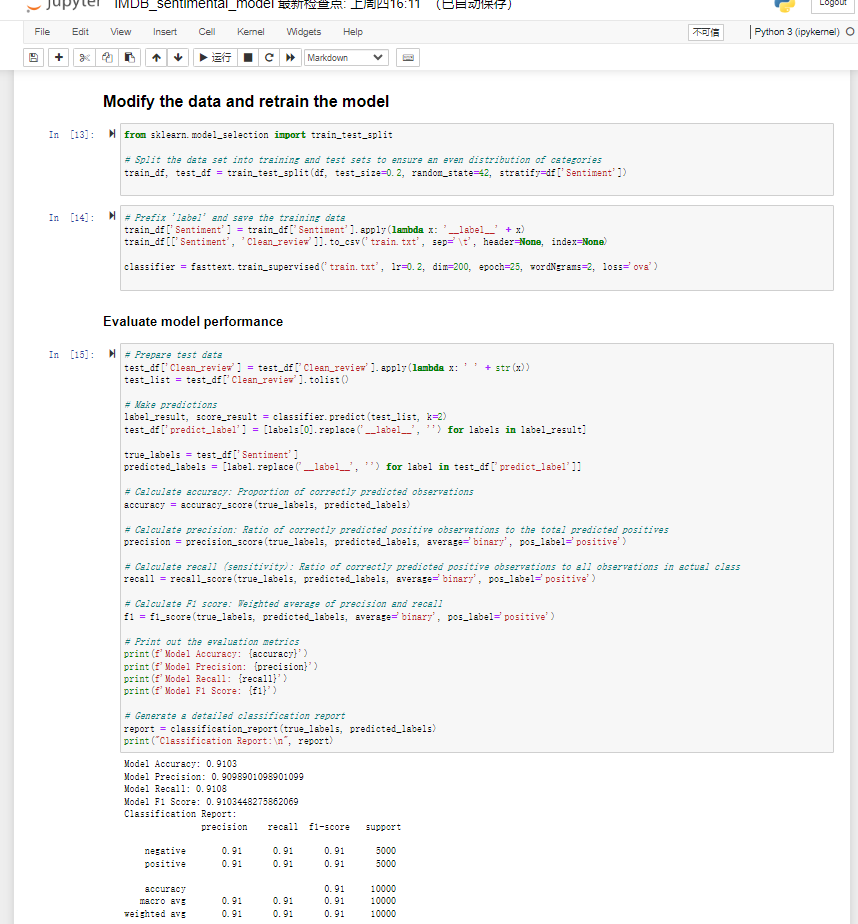 jupyter IMDB_sentimental_model 最新检查点: 上周四16:11 (已自动保存) Logout
File Edit View Insert Cell Kernel Widgets Help 不可信 Python 3 (ipykernel)
运行 Markdown
Modify the data and retrain the model
In [13]: from sklearn.model_selection import train_test_split
# Split the data set into training and test sets to ensure an even distribution of categories
train_df, test_df = train_test_split(df, test_size=0.2, random_state=42, stratify=df['Sentiment'])
In [14]: # Prefix 'label' and save the training data
train_df['Sentiment'] = train_df['Sentiment'].apply(lambda x: '__label__' + x)
train_df[['Sentiment', 'Clean_review']].to_csv('train.txt', sep='\t', header=None, index=None)
classifier = fasttext.train_supervised('train.txt', lr=0.2, dim=200, epoch=25, wordNgrams=2, loss='ova')
Evaluate model performance
In [15]: # Prepare test data
test_df['Clean_review'] = test_df['Clean_review'].apply(lambda x: ' ' + str(x))
test_list = test_df['Clean_review'].tolist()
# Make predictions
label_result, score_result = classifier.predict(test_list, k=2)
test_df['predict_label'] = [labels[0].replace('__label__', '') for labels in label_result]
true_labels = test_df['Sentiment']
predicted_labels = [label.replace('__label__', '') for label in test_df['predict_label']]
# Calculate accuracy: Proportion of correctly predicted observations
accuracy = accuracy_score(true_labels, predicted_labels)
# Calculate precision: Ratio of correctly predicted positive observations to the total predicted positives
precision = precision_score(true_labels, predicted_labels, average='binary', pos_label='positive')
# Calculate recall (sensitivity): Ratio of correctly predicted positive observations to all observations in actual class
recall = recall_score(true_labels, predicted_labels, average='binary', pos_label='positive')
# Calculate F1 score: Weighted average of precision and recall
f1 = f1_score(true_labels, predicted_labels, average='binary', pos_label='positive')
# Print out the evaluation metrics
print(f'Model Accuracy: {accuracy}')
print(f'Model Precision: {precision}')
print(f'Model Recall: {recall}')
print(f'Model F1 Score: {f1}')
# Generate a detailed classification report
report = classification_report(true_labels, predicted_labels)
print("Classification Report:\n", report)
Model Accuracy: 0.9103
Model Precision: 0.9098901098901099
Model Recall: 0.9108
Model F1 Score: 0.9103448275862069
Classification Report:
precision recall f1-score support
negative 0.91 0.91 0.91 5000
positive 0.91 0.91 0.91 5000
accuracy 0.91 10000
macro avg 0.91 0.91 0.91 10000
weighted avg 0.91 0.91 0.91 10000